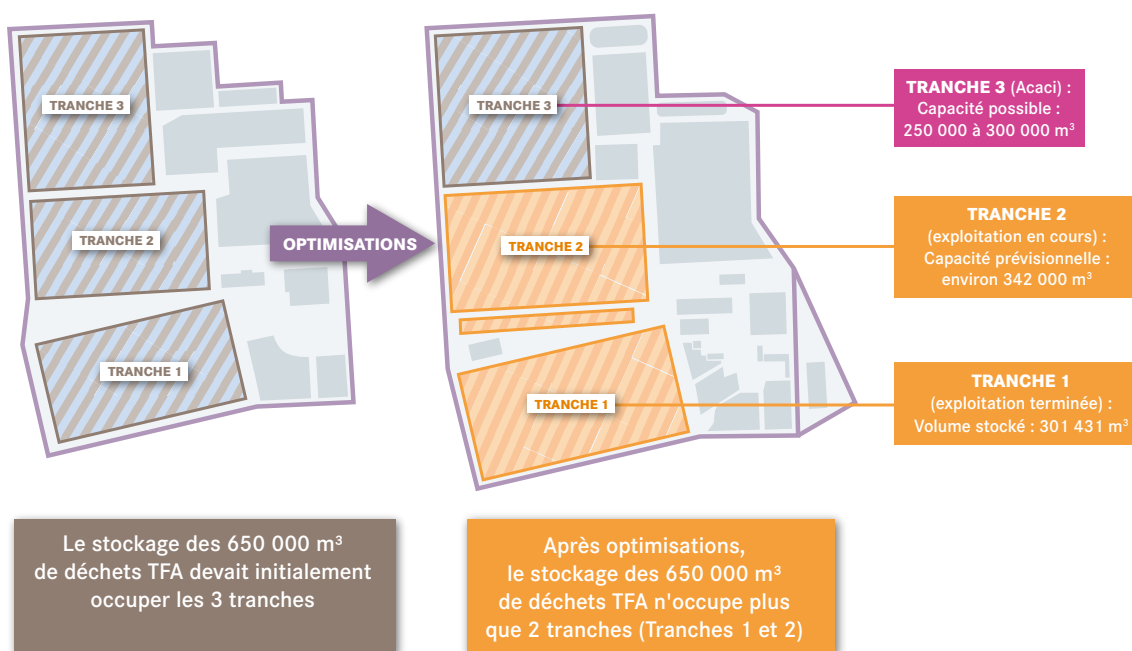 TRANCHE 3
TRANCHE 2
TRANCHE 1
OPTIMISATIONS
TRANCHE 3
TRANCHE 2
TRANCHE 1
TRANCHE 3 (Acaci) :
Capacité possible :
250 000 à 300 000 m³
TRANCHE 2
(exploitation en cours) :
Capacité prévisionnelle :
environ 342 000 m³
TRANCHE 1
(exploitation terminée) :
Volume stocké : 301 431 m³
Le stockage des 650 000 m³
de déchets TFA devait initialement
occuper les 3 tranches
Après optimisations,
le stockage des 650 000 m³
de déchets TFA n'occupe plus
que 2 tranches (Tranches 1 et 2)